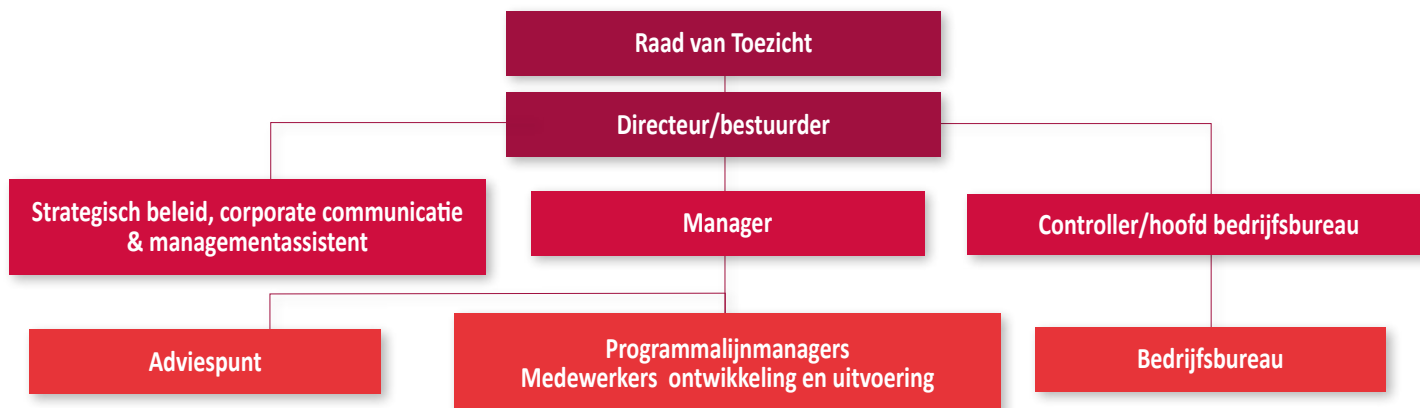 Raad van Toezicht
Directeur/bestuurder
Strategisch beleid, corporate communicatie
& managementassistent
Manager
Controller/hoofd bedrijfsbureau
Adviespunt
Programmalijnmanagers
Medewerkers ontwikkeling en uitvoering
Bedrijfsbureau